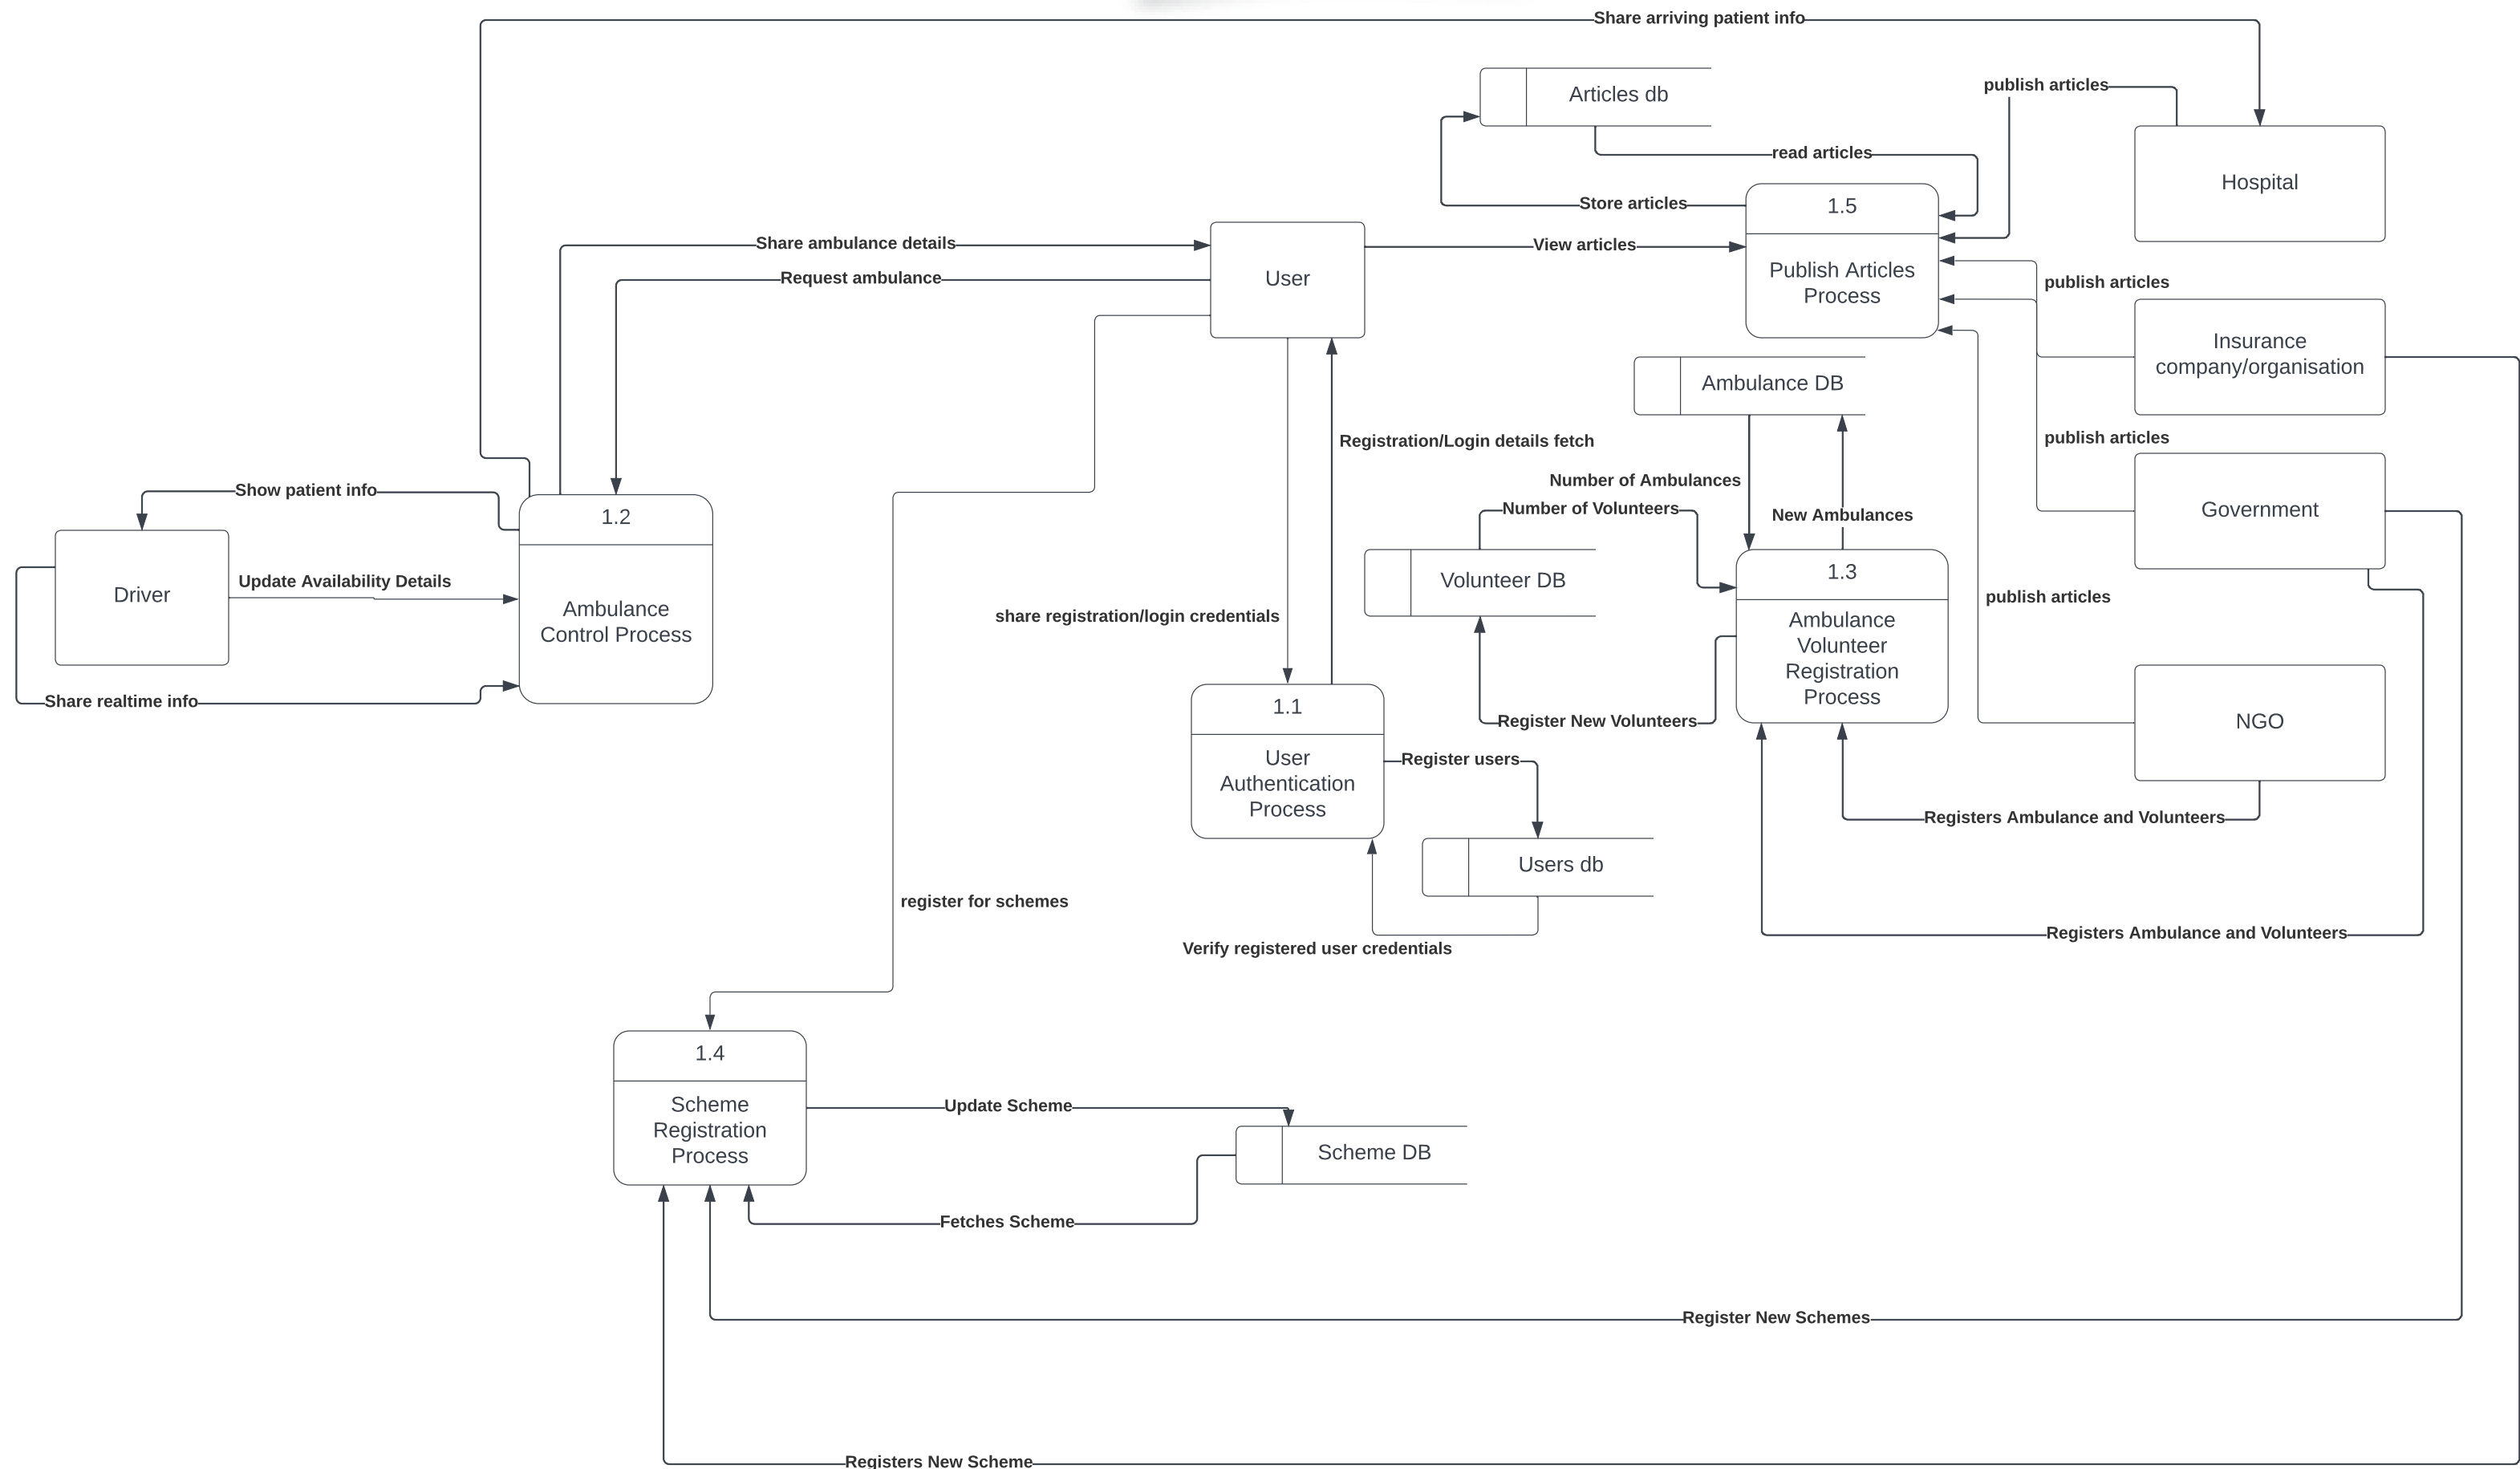 Share arriving patient info
Articles db
publish articles
read articles
Hospital
Store articles
1.5
Share ambulance details
View articles
Request ambulance
User
Publish Articles
Process
publish articles
Insurance
company/organisation
Ambulance DB
Registration/Login details fetch
publish articles
Number of Ambulances
Show patient info
Number of Volunteers
New Ambulances
Government
1.2
1.3
Driver
Update Availability Details
Ambulance
Control Process
Volunteer DB
Ambulance
Volunteer
Registration
Process
publish articles
share registration/login credentials
Share realtime info
1.1
Register New Volunteers
NGO
User
Authentication
Process
Register users
Registers Ambulance and Volunteers
Users db
register for schemes
Verify registered user credentials
Registers Ambulance and Volunteers
1.4
Scheme
Registration
Process
Update Scheme
Scheme DB
Fetches Scheme
Register New Schemes
Registers New Scheme